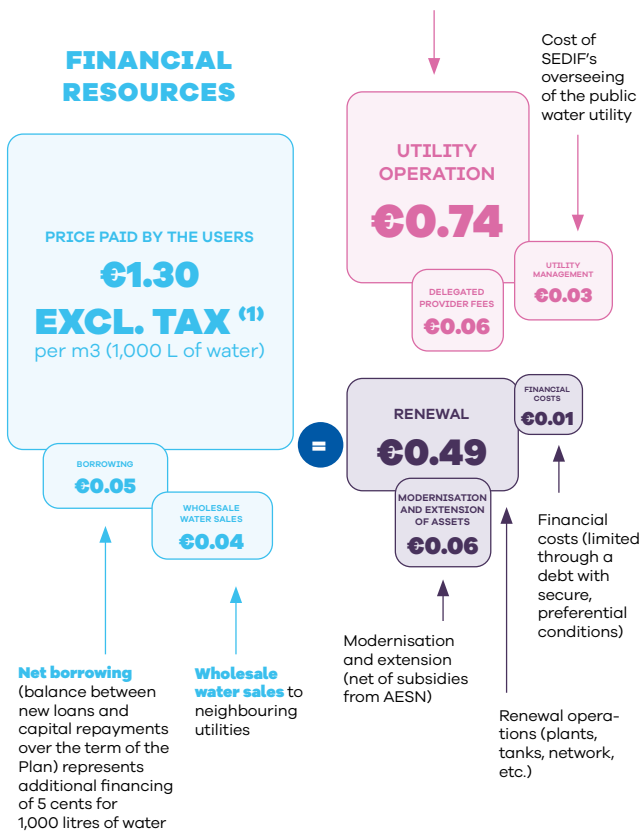 FINANCIAL
RESOURCES
PRICE PAID BY THE USERS
€1.30
EXCL. TAX (1)
per m3 (1,000 L of water)
BORROWING
€0.05
WHOLESALE
WATER SALES
€0.04
Net borrowing
(balance between
new loans and
capital repayments
over the term of the
Plan) represents
additional financing
of 5 cents for
1,000 litres of water
Wholesale
water sales to
neighbouring
utilities
=
Cost of
SEDIF's
overseeing
of the public
water utility
UTILITY
OPERATION
€0.74
UTILITY
MANAGEMENT
€0.03
DELEGATED
PROVIDER FEES
€0.06
RENEWAL
€0.49
FINANCIAL
COSTS
€0.01
MODERNISATION
AND EXTENSION
OF ASSETS
€0.06
Financial
costs (limited
through a
debt with
secure,
preferential
conditions)
Modernisation
and extension
(net of subsidies
from AESN)
Renewal opera-
tions (plants,
tanks, network,
etc.)